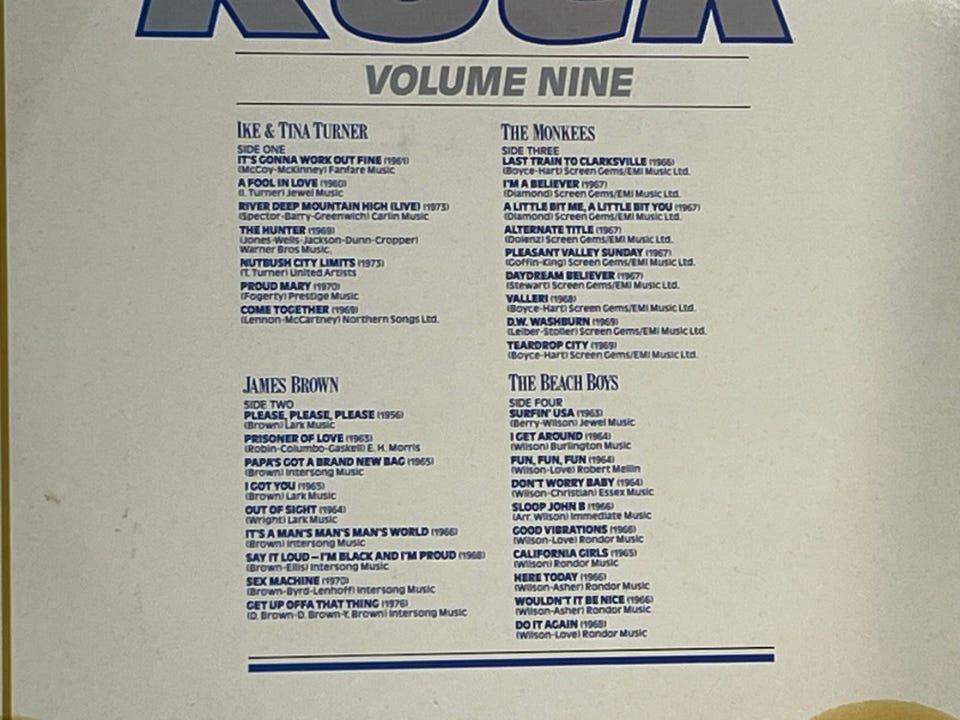 ROCK
VOLUME NINE
IKE & TINA TURNER
SIDE ONE
IT'S GONNA WORK OUT FINE (1961)
(McCoy-McKinney) Fanfare Music
A FOOL IN LOVE (1960)
(I. Turner) Jewel Music
RIVER DEEP MOUNTAIN HIGH (LIVE) (1973)
(Spector-Barry-Greenwich) Carlin Music
THE HUNTER (1969)
(Jones-Wells-Jackson-Dunn-Cropper)
Warner Bros Music.
NUTBUSH CITY LIMITS (1973)
(T. Turner) United Artists
PROUD MARY (1970)
(Fogerty) Prestige Music
COME TOGETHER (1969)
(Lennon-McCartney) Northern Songs Ltd.
JAMES BROWN
SIDE TWO
PLEASE, PLEASE, PLEASE (1956)
(Brown) Lark Music
PRISONER OF LOVE (1963)
(Robin-Columbo-Gaskell) E. H. Morris
PAPA'S GOT A BRAND NEW BAG (1965)
(Brown) Intersong Music
I GOT YOU (1965)
(Brown) Lark Music
OUT OF SIGHT (1964)
(Wright) Lark Music
IT'S A MAN'S MAN'S MAN'S WORLD (1966)
(Brown) Intersong Music
SAY IT LOUD – I'M BLACK AND I'M PROUD (1968)
(Brown-Ellis) Intersong Music
SEX MACHINE (1970)
(Brown-Byrd-Lenhoff) Intersong Music
GET UP OFFA THAT THING (1976)
(D. Brown-D. Brown-Y. Brown) Intersong Music
THE MONKEES
SIDE THREE
LAST TRAIN TO CLARKSVILLE (1966)
(Boyce-Hart) Screen Gems/EMI Music Ltd.
I'M A BELIEVER (1967)
(Diamond) Screen Gems/EMI Music Ltd.
A LITTLE BIT ME, A LITTLE BIT YOU (1967)
(Diamond) Screen Gems/EMI Music Ltd.
ALTERNATE TITLE (1967)
(Dolenz) Screen Gems/EMI Music Ltd.
PLEASANT VALLEY SUNDAY (1967)
(Goffin-King) Screen Gems/EMI Music Ltd.
DAYDREAM BELIEVER (1967)
(Stewart) Screen Gems/EMI Music Ltd.
VALLERI (1968)
(Boyce-Hart) Screen Gems/EMI Music Ltd.
D.W. WASHBURN (1969)
(Leiber-Stoller) Screen Gems/EMI Music Ltd.
TEARDROP CITY (1969)
(Boyce-Hart) Screen Gems/EMI Music Ltd.
THE BEACH BOYS
SIDE FOUR
SURFIN' USA (1963)
(Berry-Wilson) Jewel Music
I GET AROUND (1964)
(Wilson) Burlington Music
FUN, FUN, FUN (1964)
(Wilson-Love) Robert Mellin
DON'T WORRY BABY (1964)
(Wilson-Christian) Essex Music
SLOOP JOHN B (1966)
(Arr. Wilson) Immediate Music
GOOD VIBRATIONS (1966)
(Wilson-Love) Rondor Music
CALIFORNIA GIRLS (1965)
(Wilson) Rondor Music
HERE TODAY (1966)
(Wilson-Asher) Rondor Music
WOULDN'T IT BE NICE (1966)
(Wilson-Asher) Rondor Music
DO IT AGAIN (1968)
(Wilson-Love) Rondor Music